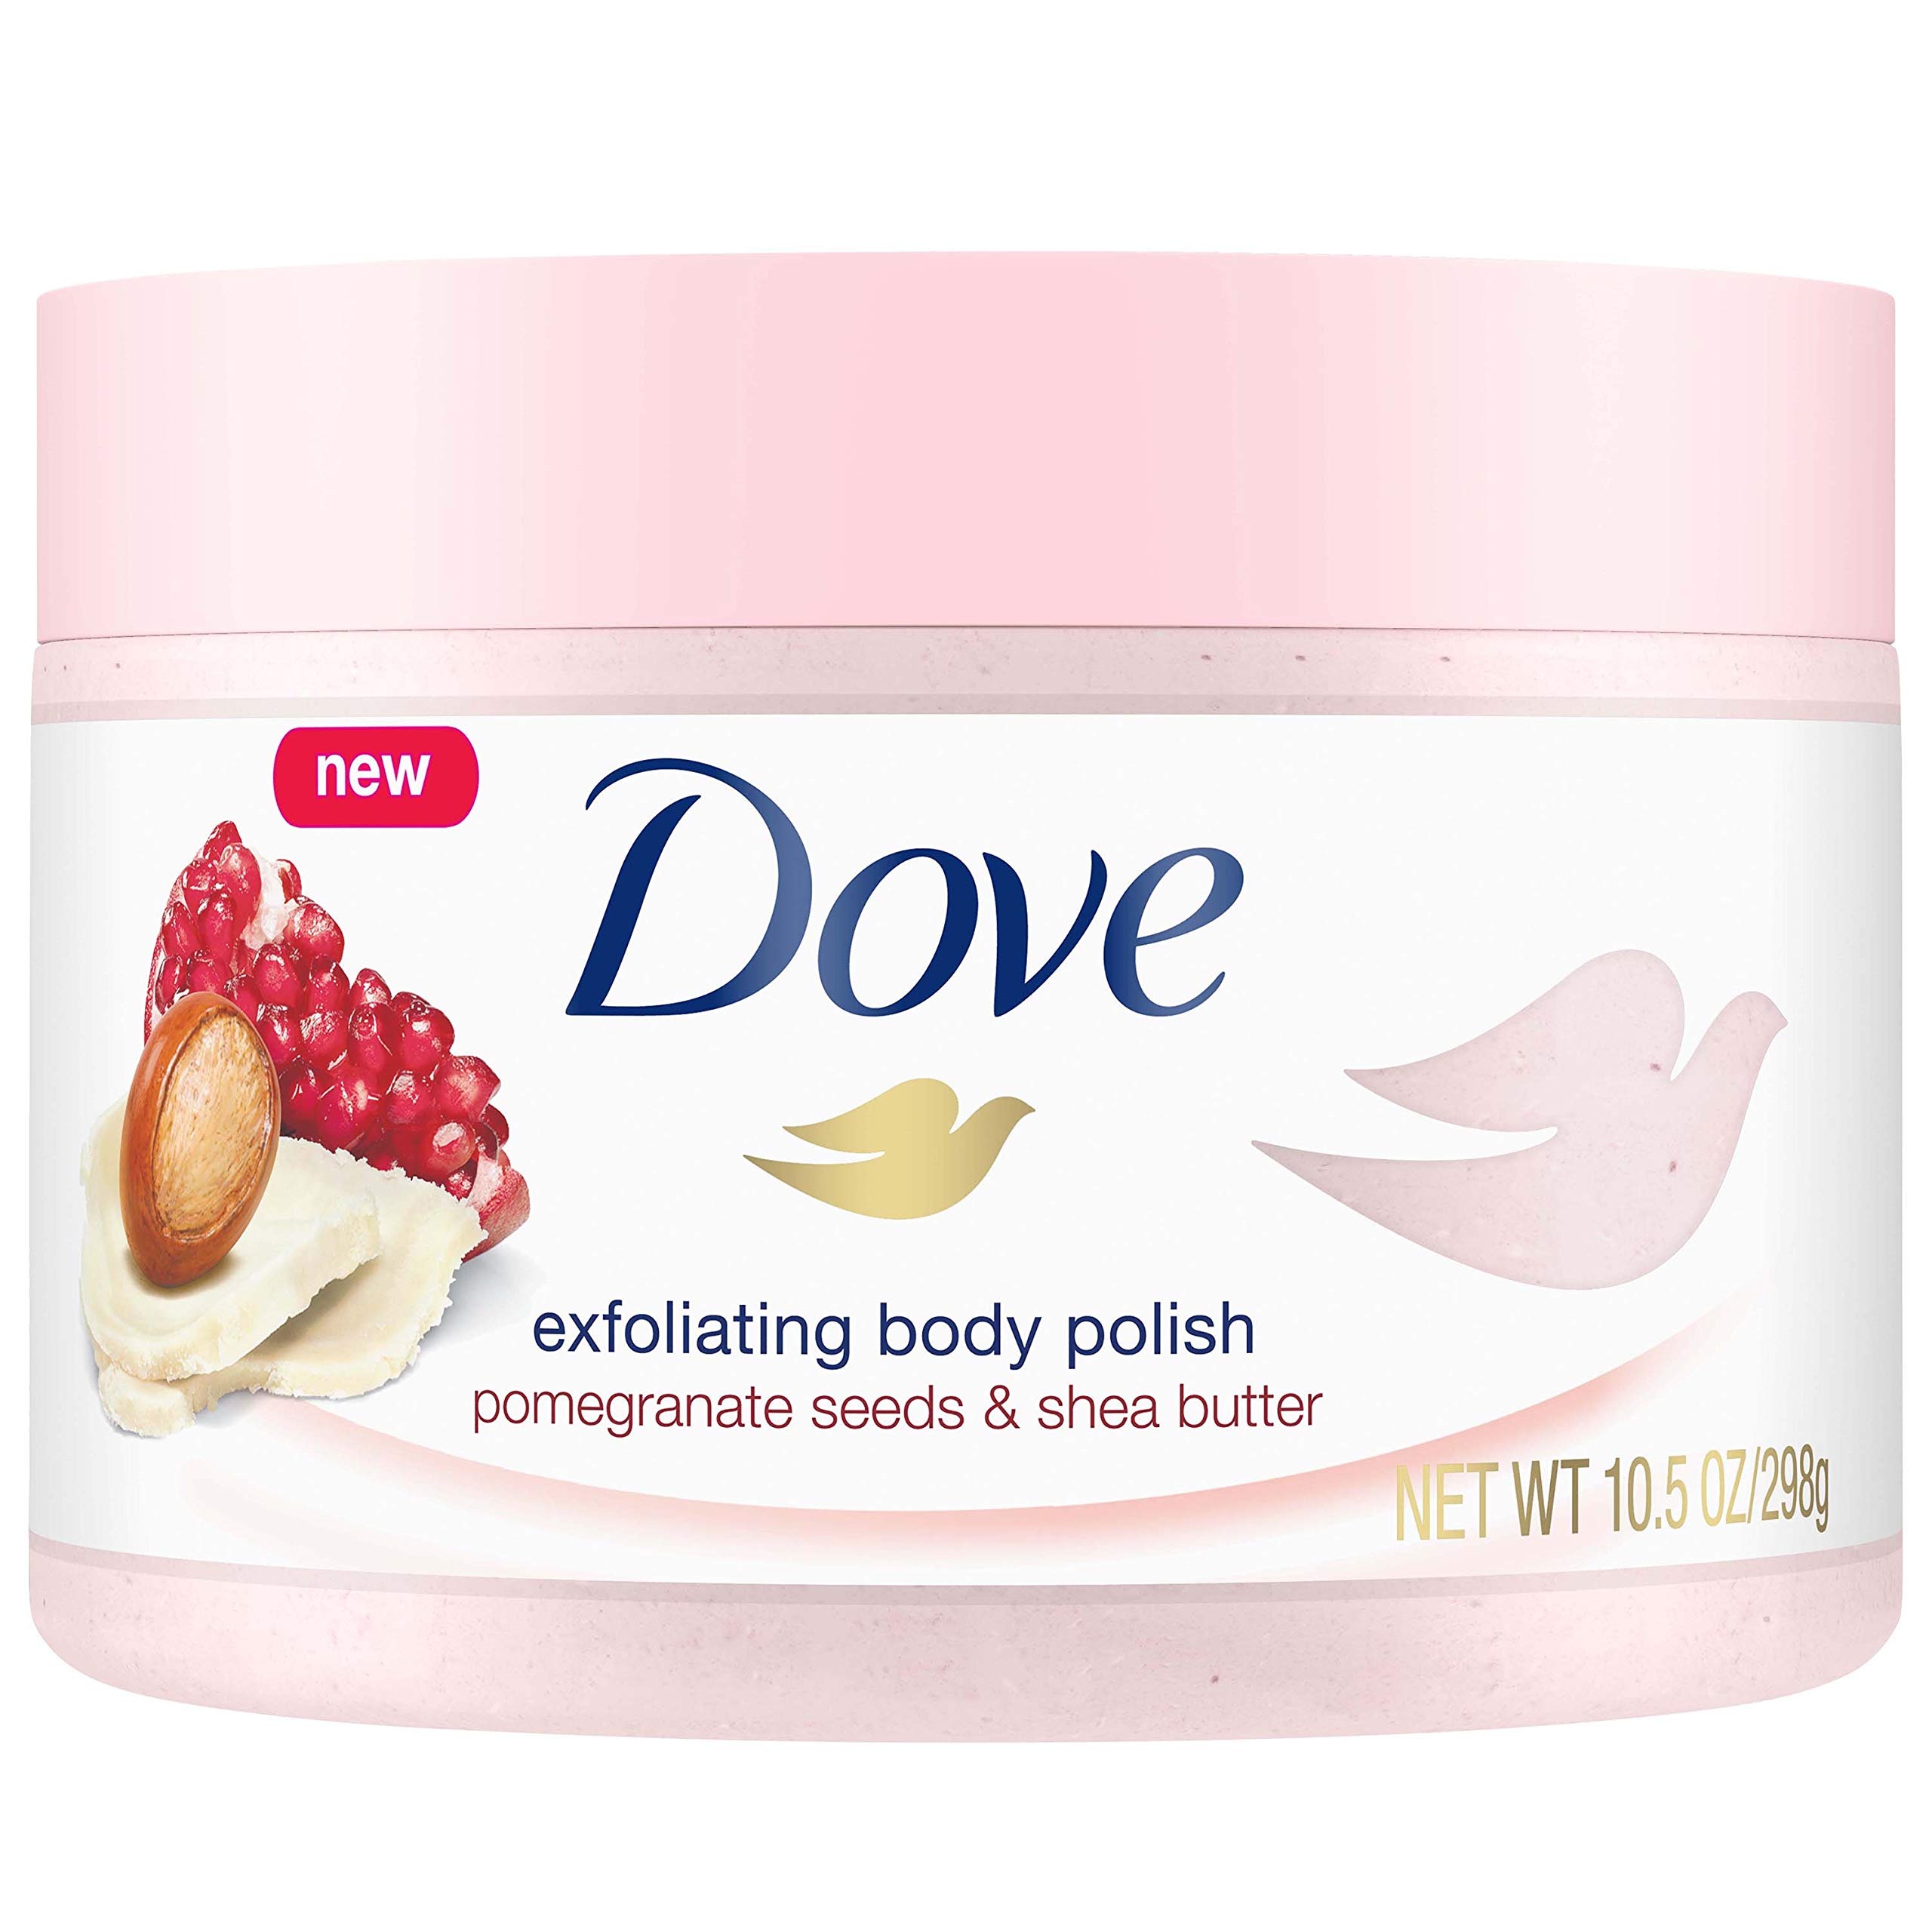 new
Dove
exfoliating body polish
pomegranate seeds & shea butter
NET WT 10.5 OZ/298g